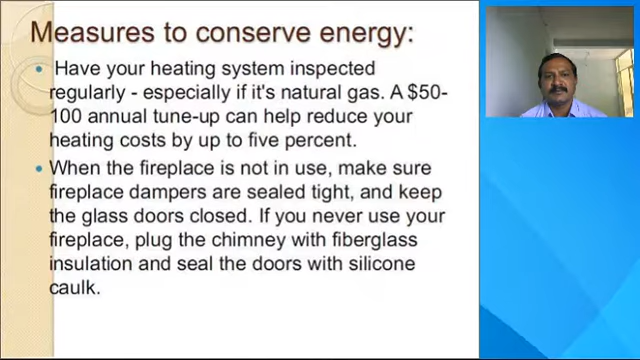 Measures to conserve energy:
Have your heating system inspected
regularly - especially if it's natural gas. A $50-
100 annual tune-up can help reduce your
heating costs by up to five percent.
When the fireplace is not in use, make sure
fireplace dampers are sealed tight, and keep
the glass doors closed. If you never use your
fireplace, plug the chimney with fiberglass
insulation and seal the doors with silicone
caulk.